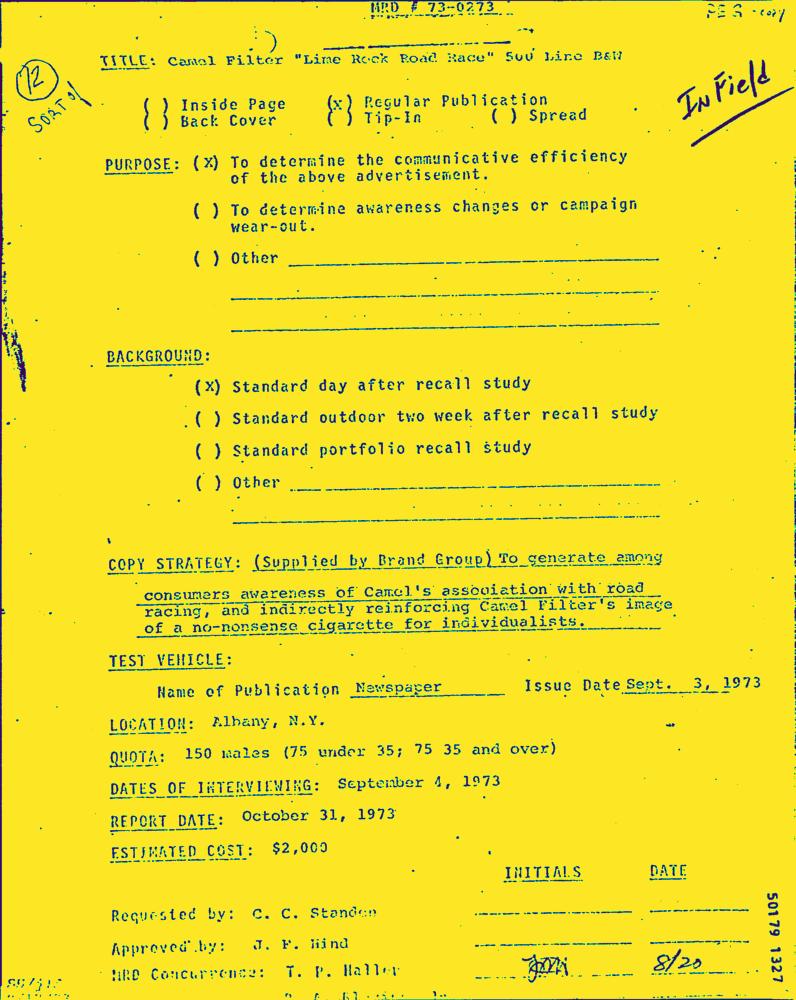 MRD # 73-0273
TITLE: Camel Filter "Lime Rock Road Race" 500 Line B&W
12
SORT of
In Field
( ) Inside Page (x) Regular Publication
( ) Back Cover ( ) Tip-In ( ) Spread
PURPOSE: (X) To determine the communicative efficiency
of the above advertisement.
( ) To determine awareness changes or campaign
wear-out.
( ) Other
BACKGROUND:
(X) Standard day after recall study
( ) Standard outdoor two week after recall study
( ) Standard portfolio recall study
( ) Other
COPY STRATEGY: (Supplied by Brand Group) To generate among
consumers awareness of Camel's association with road
racing, and indirectly reinforcing Camel Filter's image
of a no-nonsense cigarette for individualists.
TEST VEHICLE:
Name of Publication Newspaper Issue Date Sept. 3, 1973
LOCATION: Albany, N.Y.
QUOTA: 150 males (75 under 35; 75 35 and over)
DATES OF INTERVIEWING: September 4, 1973
REPORT DATE: October 31, 1973
ESTIMATED COST: $2,000
INITIALS DATE
Requested by: C. C. Standen
Approved by: J. F. Hind
MRD Concurrence: T. P. Haller 8/20
50179 1327